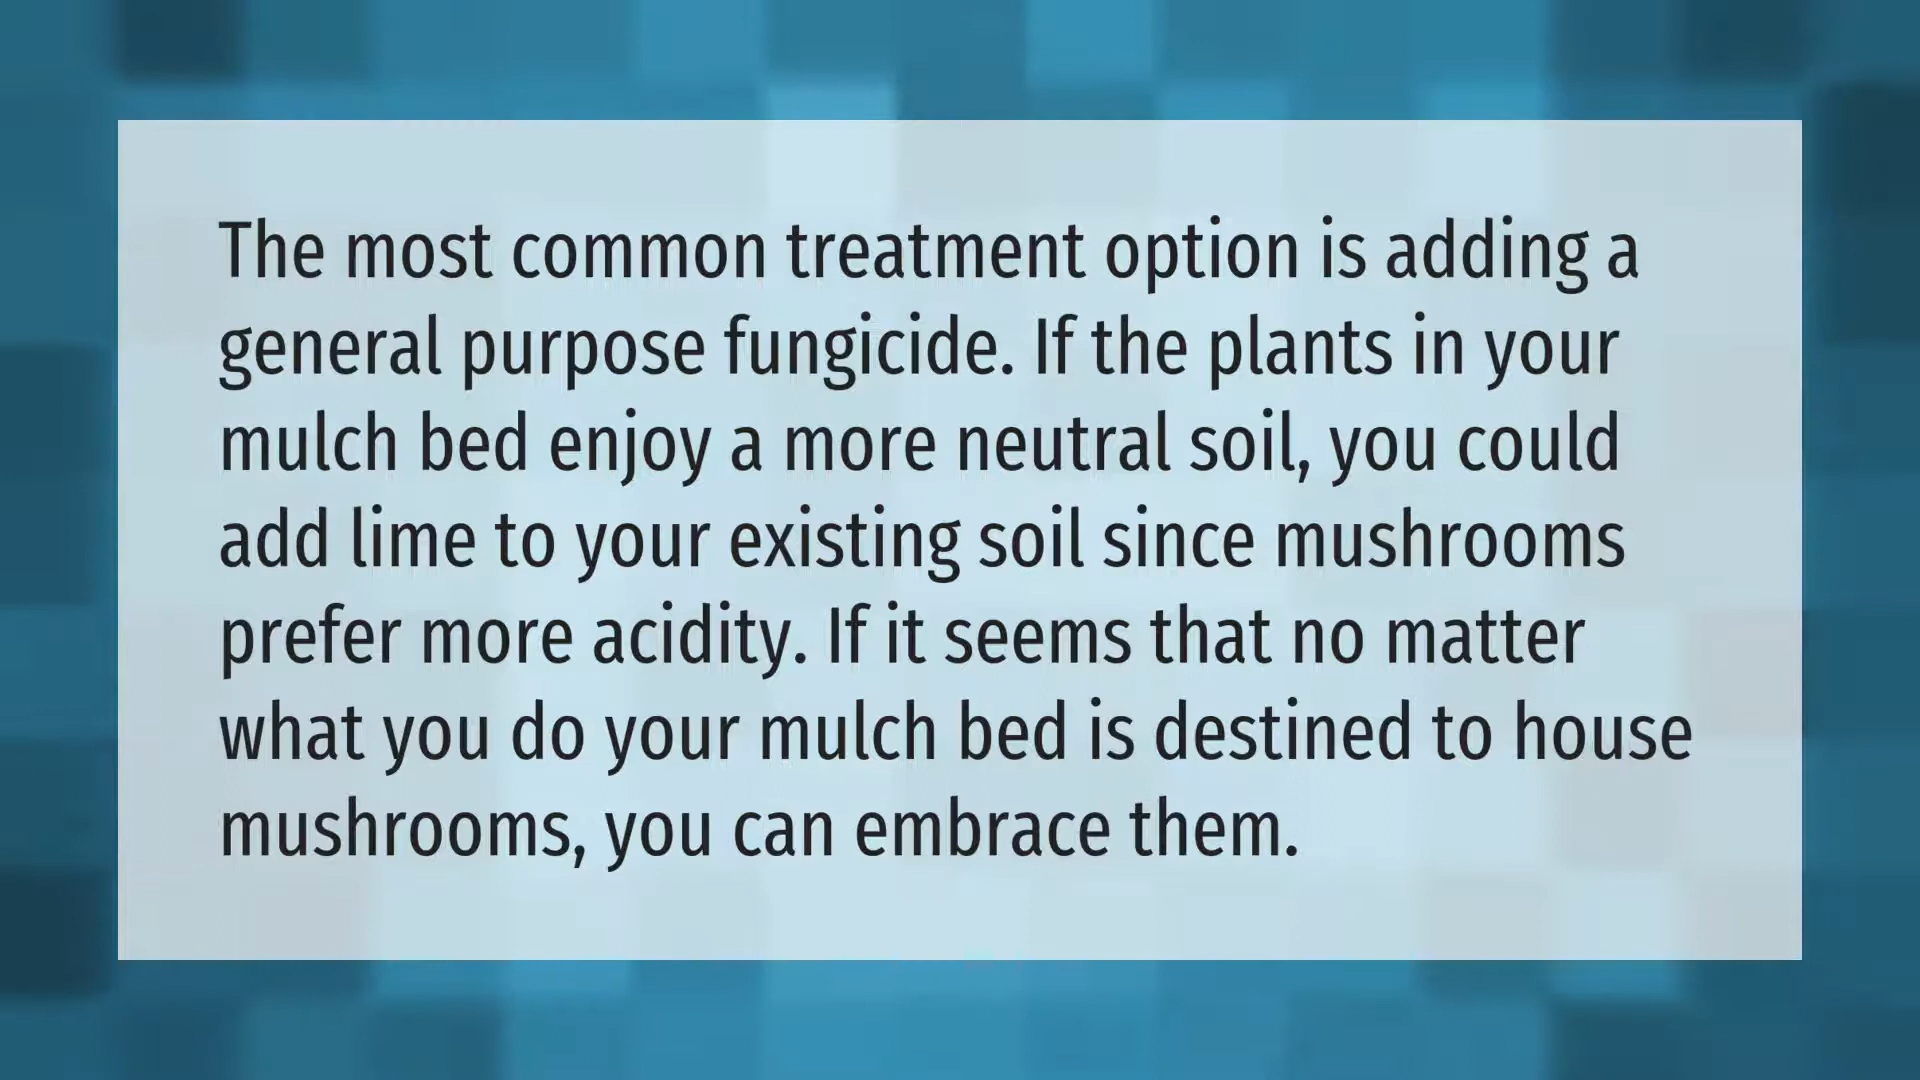 The most common treatment option is adding a
general purpose fungicide. If the plants in your
mulch bed enjoy a more neutral soil, you could
add lime to your existing soil since mushrooms
prefer more acidity. If it seems that no matter
what you do your mulch bed is destined to house
mushrooms, you can embrace them.